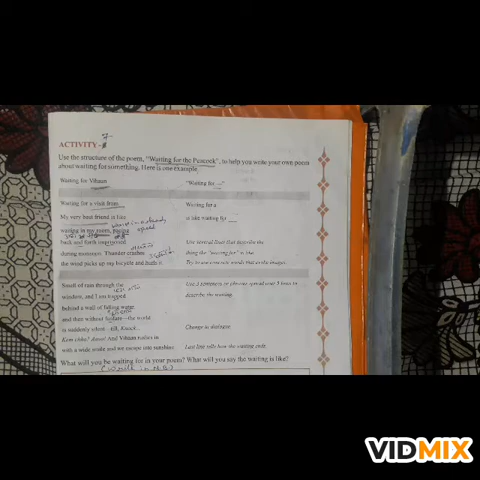 7
ACTIVITY -
Use the structure of the poem, "Waiting for the Peacock", to help you write your own poem
about waiting for something. Here is one example.
Waiting for Vikram
"Waiting for ..."
Waiting for a visit from
Waiting for a
My very best friend is like
is like waiting for
waiting in my room, pacing
back and forth imprisoned
Use several lines that describe the
during monsoon. Thunder crashes
thing the "waiting for" is like
the wind picks up my bicycle and hurls it.
Try to use concrete words that evoke images.
Smell of rain through the
Use a sentence or phrase spread over 3 lines to
window, and I am trapped
describe the waiting.
Behind a wall of falling water.
and then without the world
is suddenly silent - till, Knock..
Change in stillness
Kem chho? dana! And Vikram rushes in
with a wide smile and we escape into sunshine
Last line tells how the waiting ends.
What will you be waiting for in your poem? What will you say the waiting is like?
VIDMIX